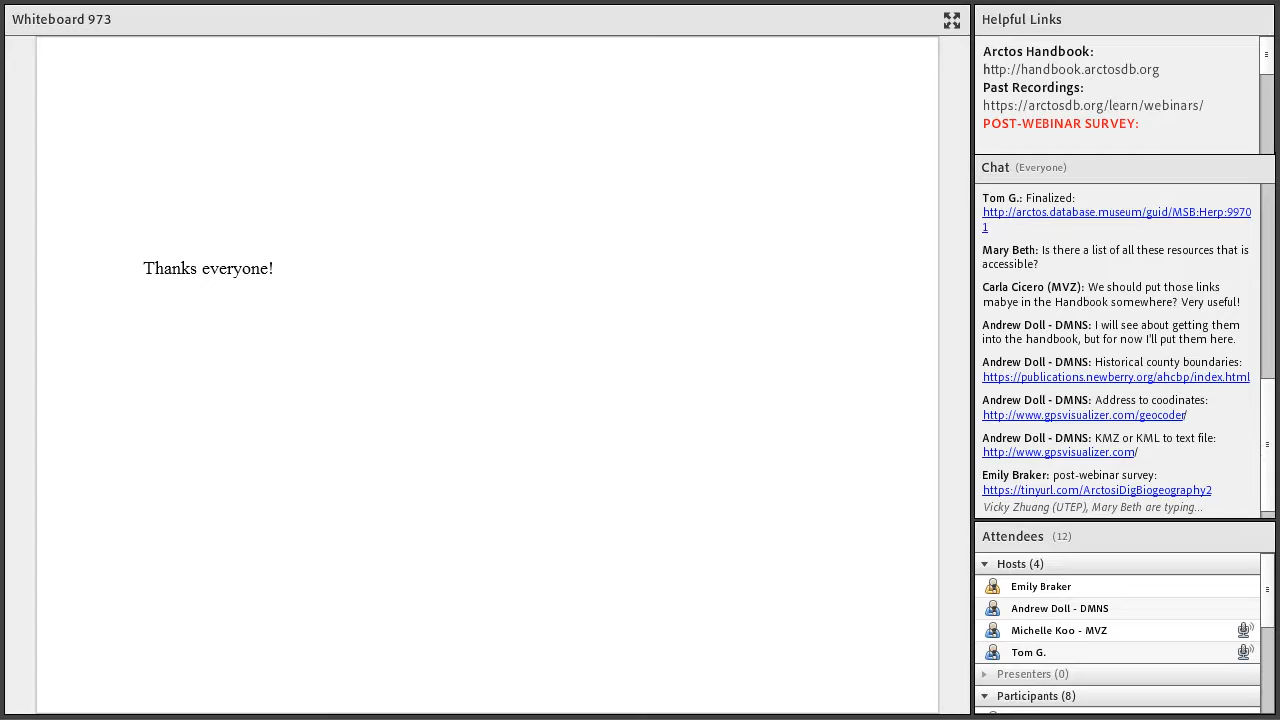 Whiteboard 973
Thanks everyone!
Helpful Links
Arctos Handbook:
http://handbook.arctosdb.org
Past Recordings:
https://arctosdb.org/learn/webinars/
POST-WEBINAR SURVEY:
Chat (Everyone)
Tom G.: Finalized:
http://arctos.database.museum/guid/MSB:Herp:9970
1
Mary Beth: Is there a list of all these resources that is
accessible?
Carla Cicero (MVZ): We should put those links
mabye in the Handbook somewhere? Very useful!
Andrew Doll - DMNS: I will see about getting them
into the handbook, but for now I'll put them here.
Andrew Doll - DMNS: Historical county boundaries:
https://publications.newberry.org/ahcbp/index.html
Andrew Doll - DMNS: Address to coodinates:
http://www.gpsvisualizer.com/geocoder/
Andrew Doll - DMNS: KMZ or KML to text file:
http://www.gpsvisualizer.com/
Emily Braker: post-webinar survey:
https://tinyurl.com/ArctosiDigBiogeography2
Vicky Zhuang (UTEP), Mary Beth are typing...
Attendees (12)
Hosts (4)
Emily Braker
Andrew Doll - DMNS
Michelle Koo - MVZ
Tom G.
Presenters (0)
Participants (8)